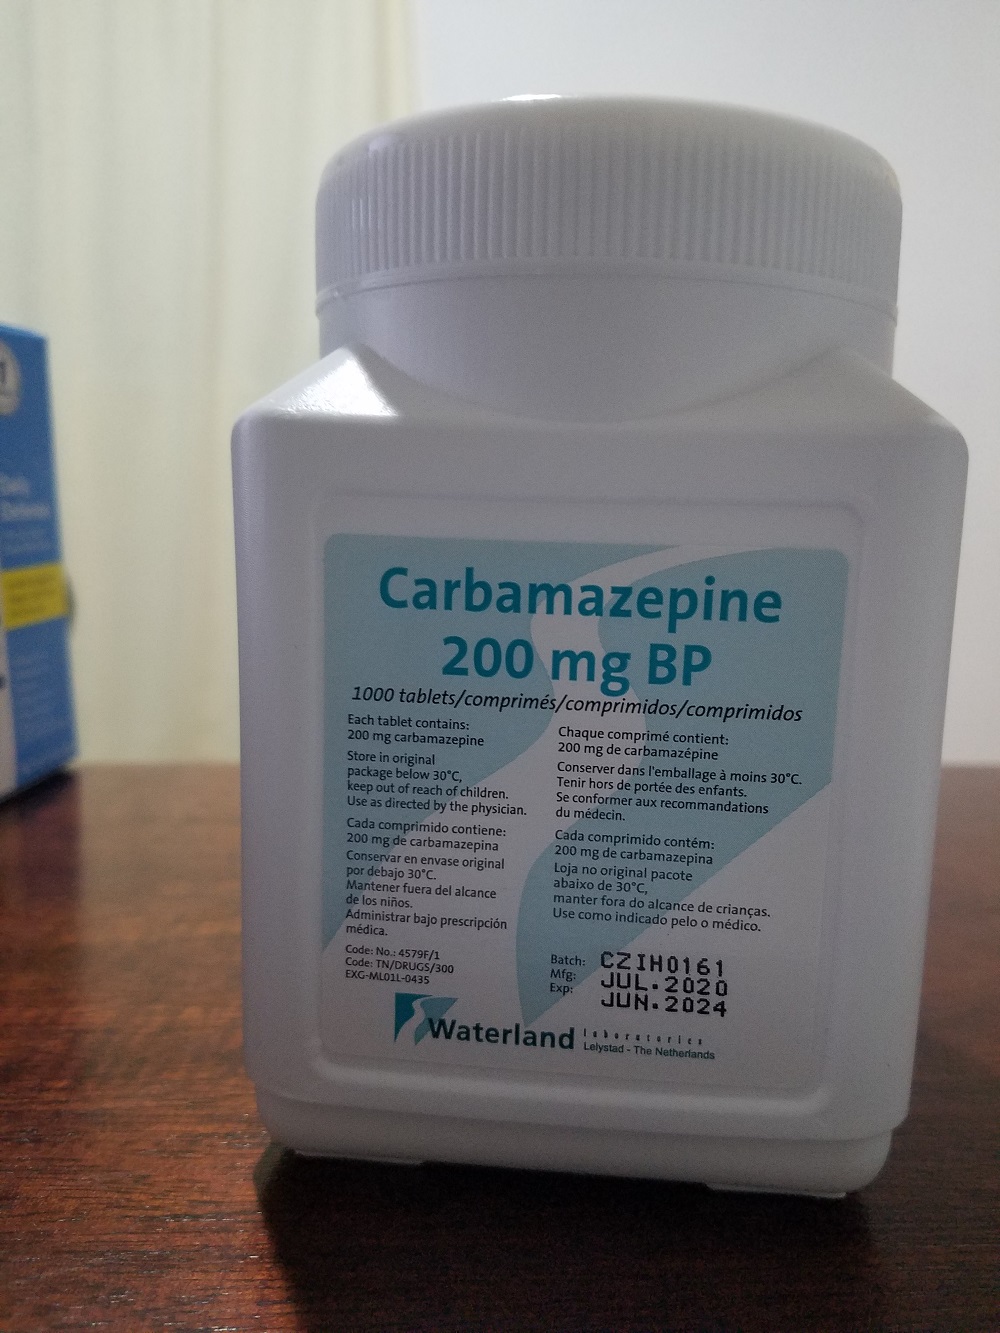 Carbamazepine
200 mg BP
1000 tablets/comprimés/comprimidos/comprimidos
Each tablet contains:
200 mg carbamazepine
Store in original
package below 30°C,
keep out of reach of children.
Use as directed by the physician.
Cada comprimido contiene:
200 mg de carbamazepina
Conservar en envase original
por debajo 30°C.
Mantener fuera del alcance
de los niños.
Administrar bajo prescripción
médica.
Code: No.: 4579F/1
Code: TN/DRUGS/300
EXG-ML01L-0435
Chaque comprimé contient:
200 mg de carbamazépine
Conserver dans l'emballage à moins 30°C.
Tenir hors de portée des enfants.
Se conformer aux recommandations
du médecin.
Cada comprimido contém:
200 mg de carbamazepina
Loja no original pacote
abaixo de 30°C,
manter fora do alcance de crianças.
Use como indicado pelo o médico.
Batch: CZIH0161
Mfg: JUL.2020
Exp: JUN.2024
Waterland laboratories
Lelystad - The Netherlands